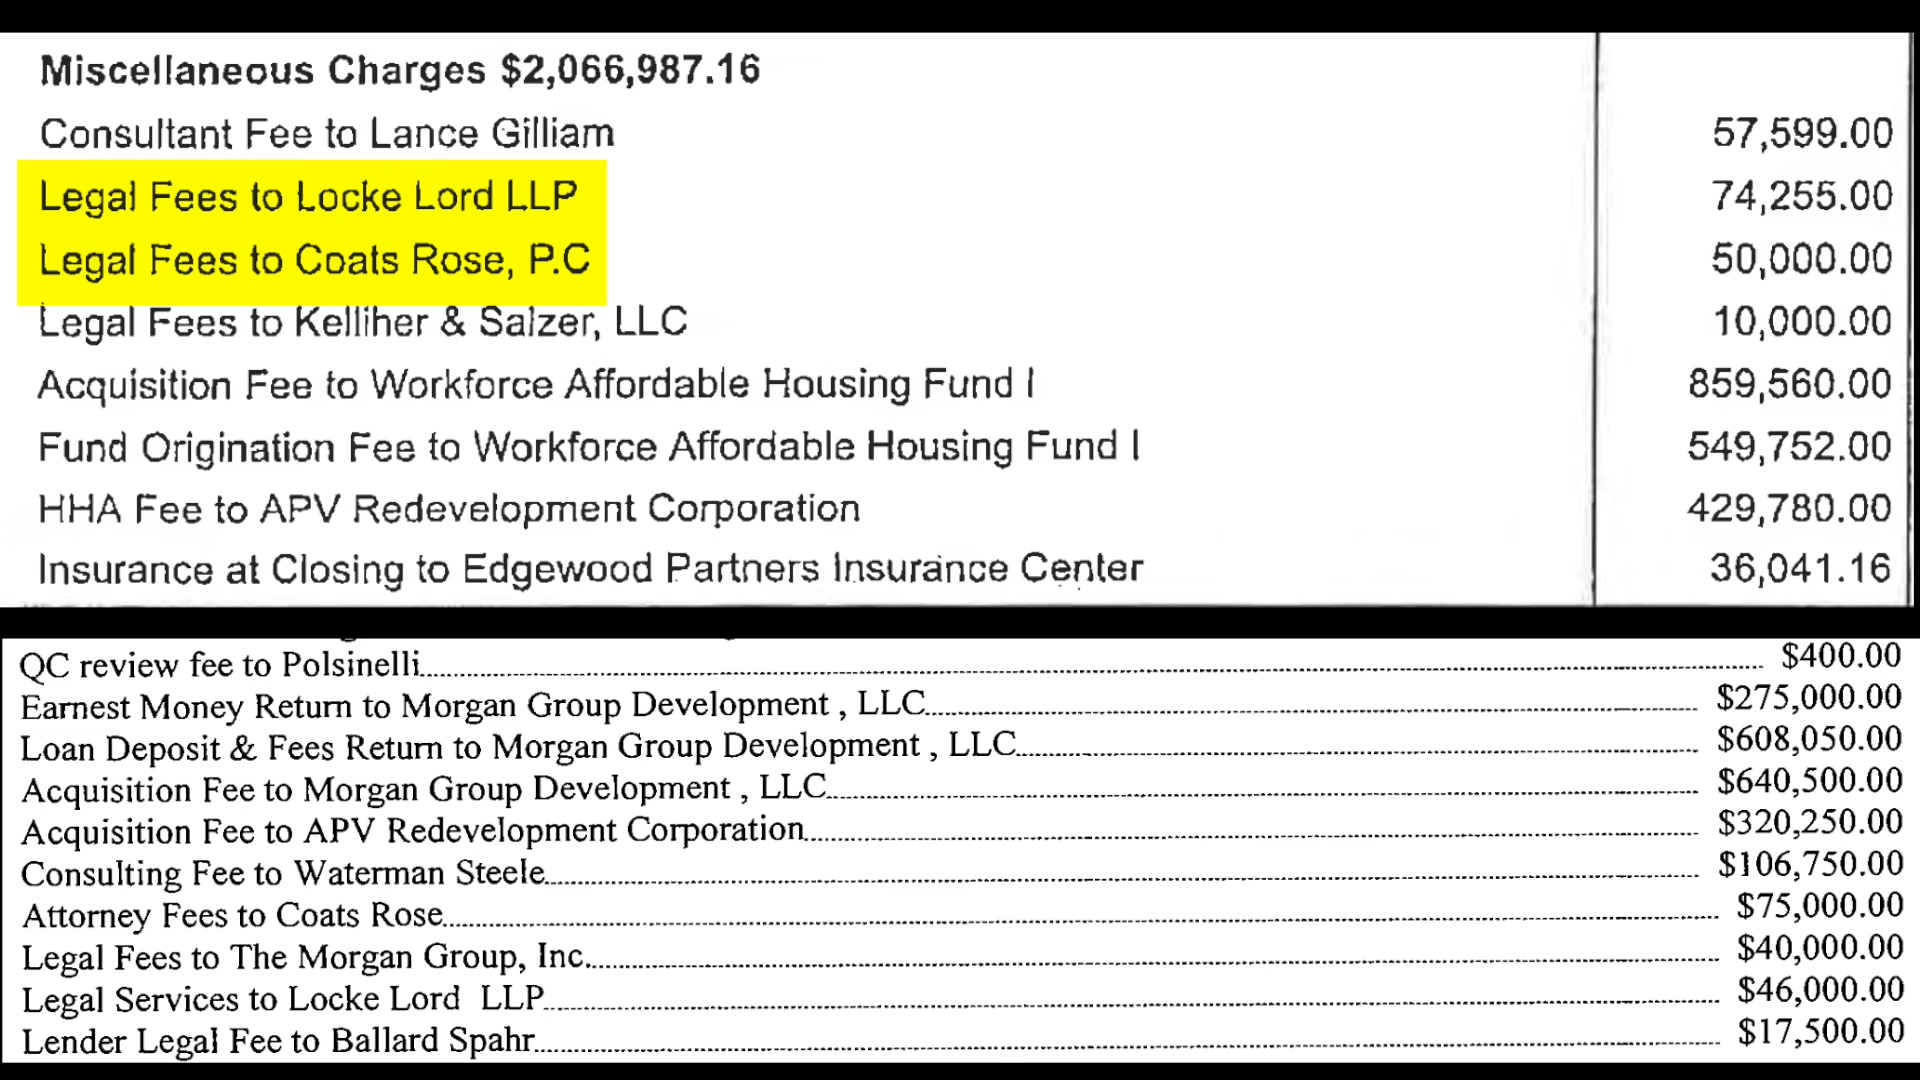 Miscellaneous Charges $2,066,987.16
Consultant Fee to Lance Gilliam 57,599.00
Legal Fees to Locke Lord LLP 74,255.00
Legal Fees to Coats Rose, P.C 50,000.00
Legal Fees to Kelliher & Salzer, LLC 10,000.00
Acquisition Fee to Workforce Affordable Housing Fund I 859,560.00
Fund Origination Fee to Workforce Affordable Housing Fund I 549,752.00
HHA Fee to APV Redevelopment Corporation 429,780.00
Insurance at Closing to Edgewood Partners Insurance Center 36,041.16
QC review fee to Polsinelli $400.00
Earnest Money Return to Morgan Group Development , LLC $275,000.00
Loan Deposit & Fees Return to Morgan Group Development , LLC $608,050.00
Acquisition Fee to Morgan Group Development , LLC $640,500.00
Acquisition Fee to APV Redevelopment Corporation $320,250.00
Consulting Fee to Waterman Steele $106,750.00
Attorney Fees to Coats Rose $75,000.00
Legal Fees to The Morgan Group, Inc. $40,000.00
Legal Services to Locke Lord LLP $46,000.00
Lender Legal Fee to Ballard Spahr $17,500.00